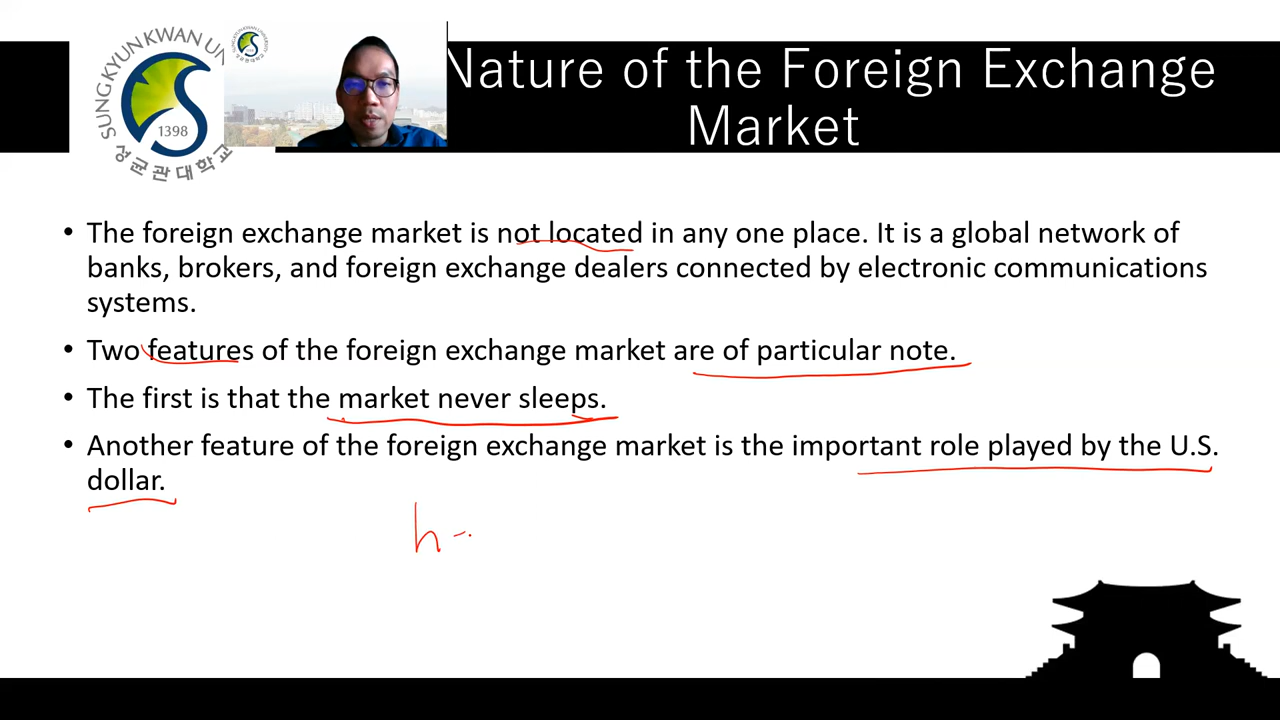 SUNGKYUNKWAN UN
1398
성균관대학교
Nature of the Foreign Exchange
Market
• The foreign exchange market is not located in any one place. It is a global network of
banks, brokers, and foreign exchange dealers connected by electronic communications
systems.
• Two features of the foreign exchange market are of particular note.
• The first is that the market never sleeps.
• Another feature of the foreign exchange market is the important role played by the U.S.
dollar.
h